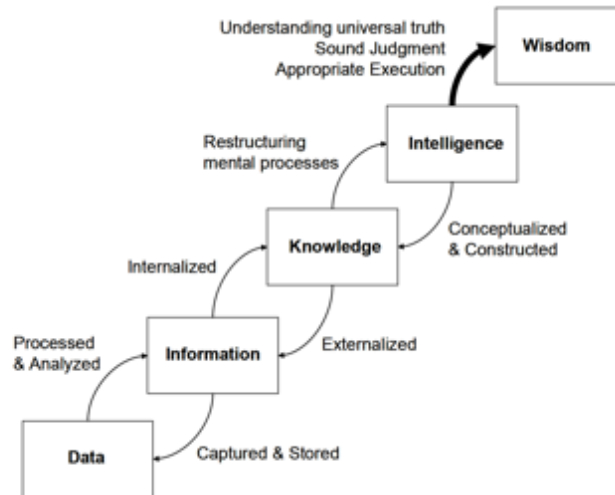 Understanding universal truth
Sound Judgment
Appropriate Execution
Wisdom
Restructuring
mental processes
Intelligence
Conceptualized
& Constructed
Internalized
Knowledge
Externalized
Processed
& Analyzed
Information
Captured & Stored
Data